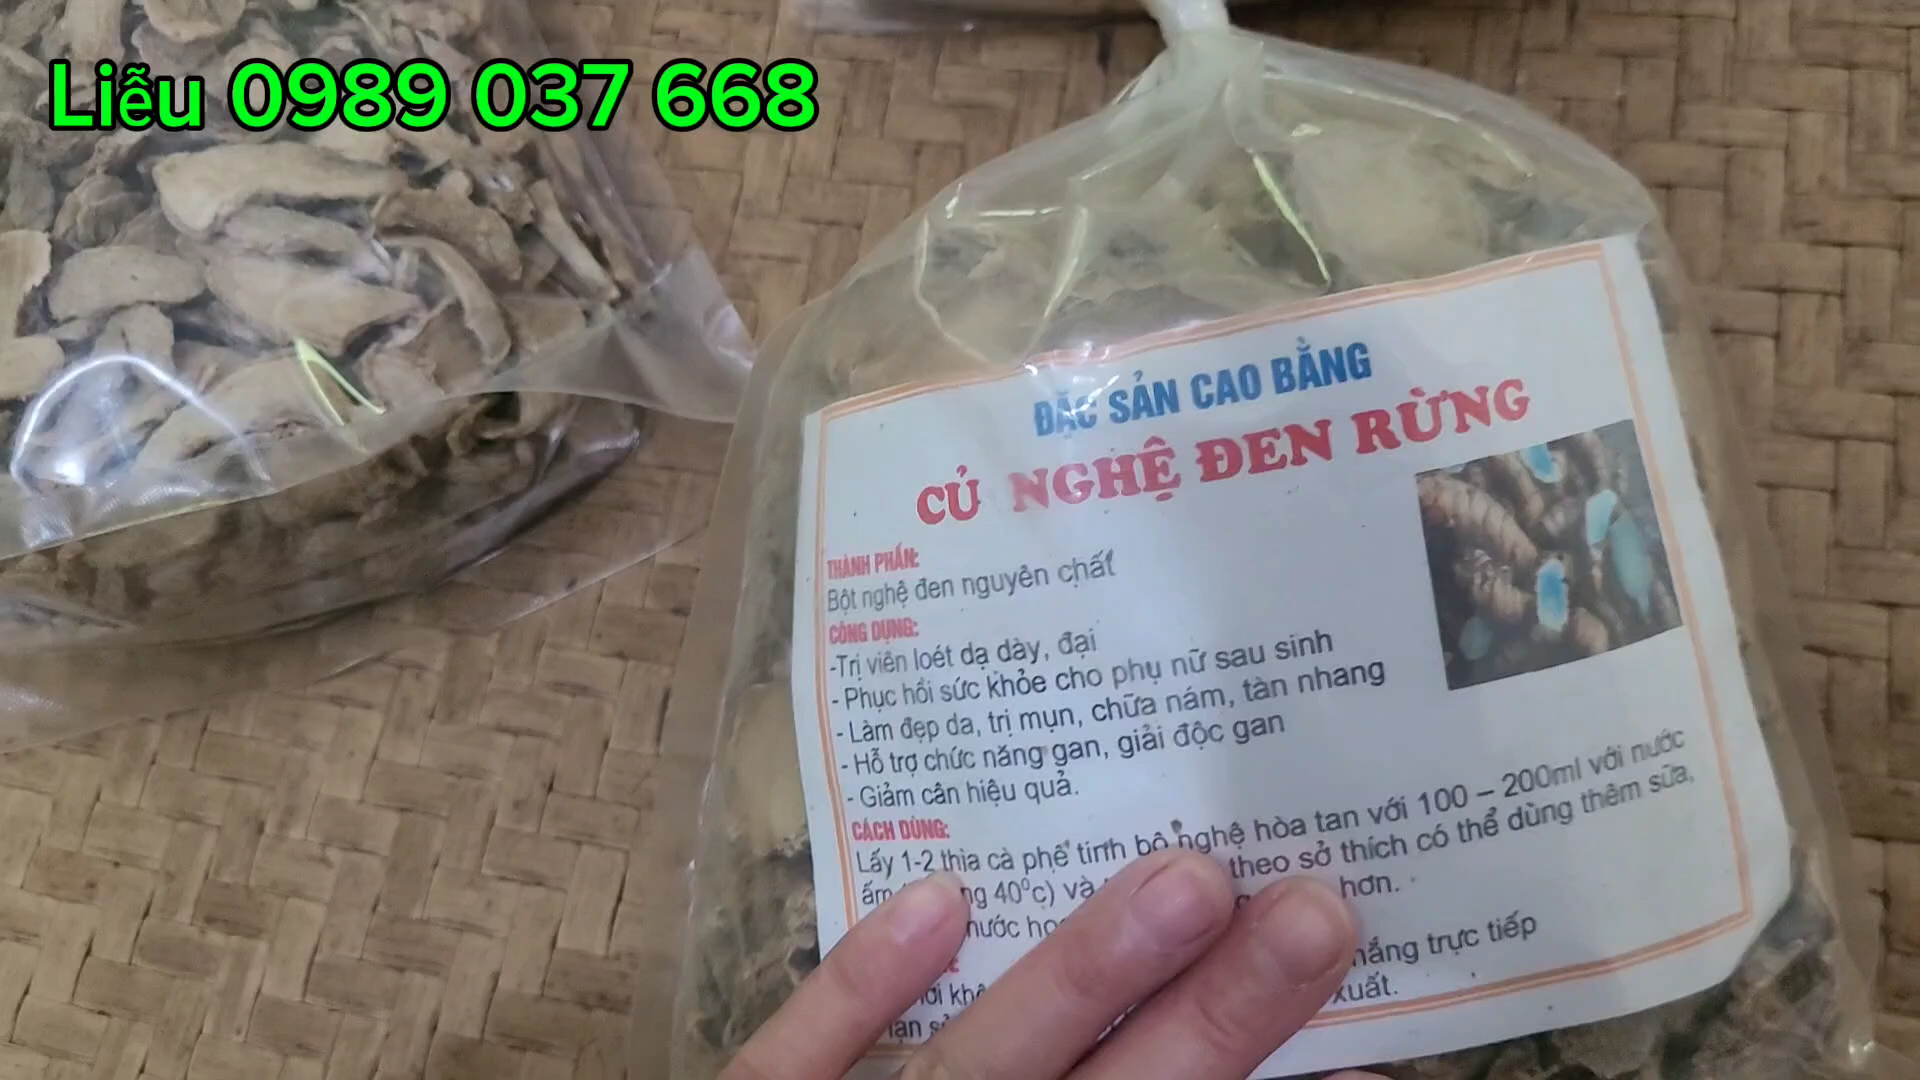 Liễu 0989 037 668
ĐẶC SẢN CAO BẰNG
CỦ NGHỆ ĐEN RỪNG
THÀNH PHẦN:
Bột nghệ đen nguyên chất
CÔNG DỤNG:
-Trị viên loét dạ dày, đại
- Phục hồi sức khỏe cho phụ nữ sau sinh
- Làm đẹp da, trị mụn, chữa nám, tàn nhang
- Hỗ trợ chức năng gan, giải độc gan
- Giảm cân hiệu quả.
CÁCH DÙNG:
Lấy 1-2 thìa cà phê tinh bộ nghệ hòa tan với 100 – 200ml với nước
ấm 40⁰c) và theo sở thích có thể dùng thêm sữa,
nước hơn.
nắng trực tiếp
xuất.